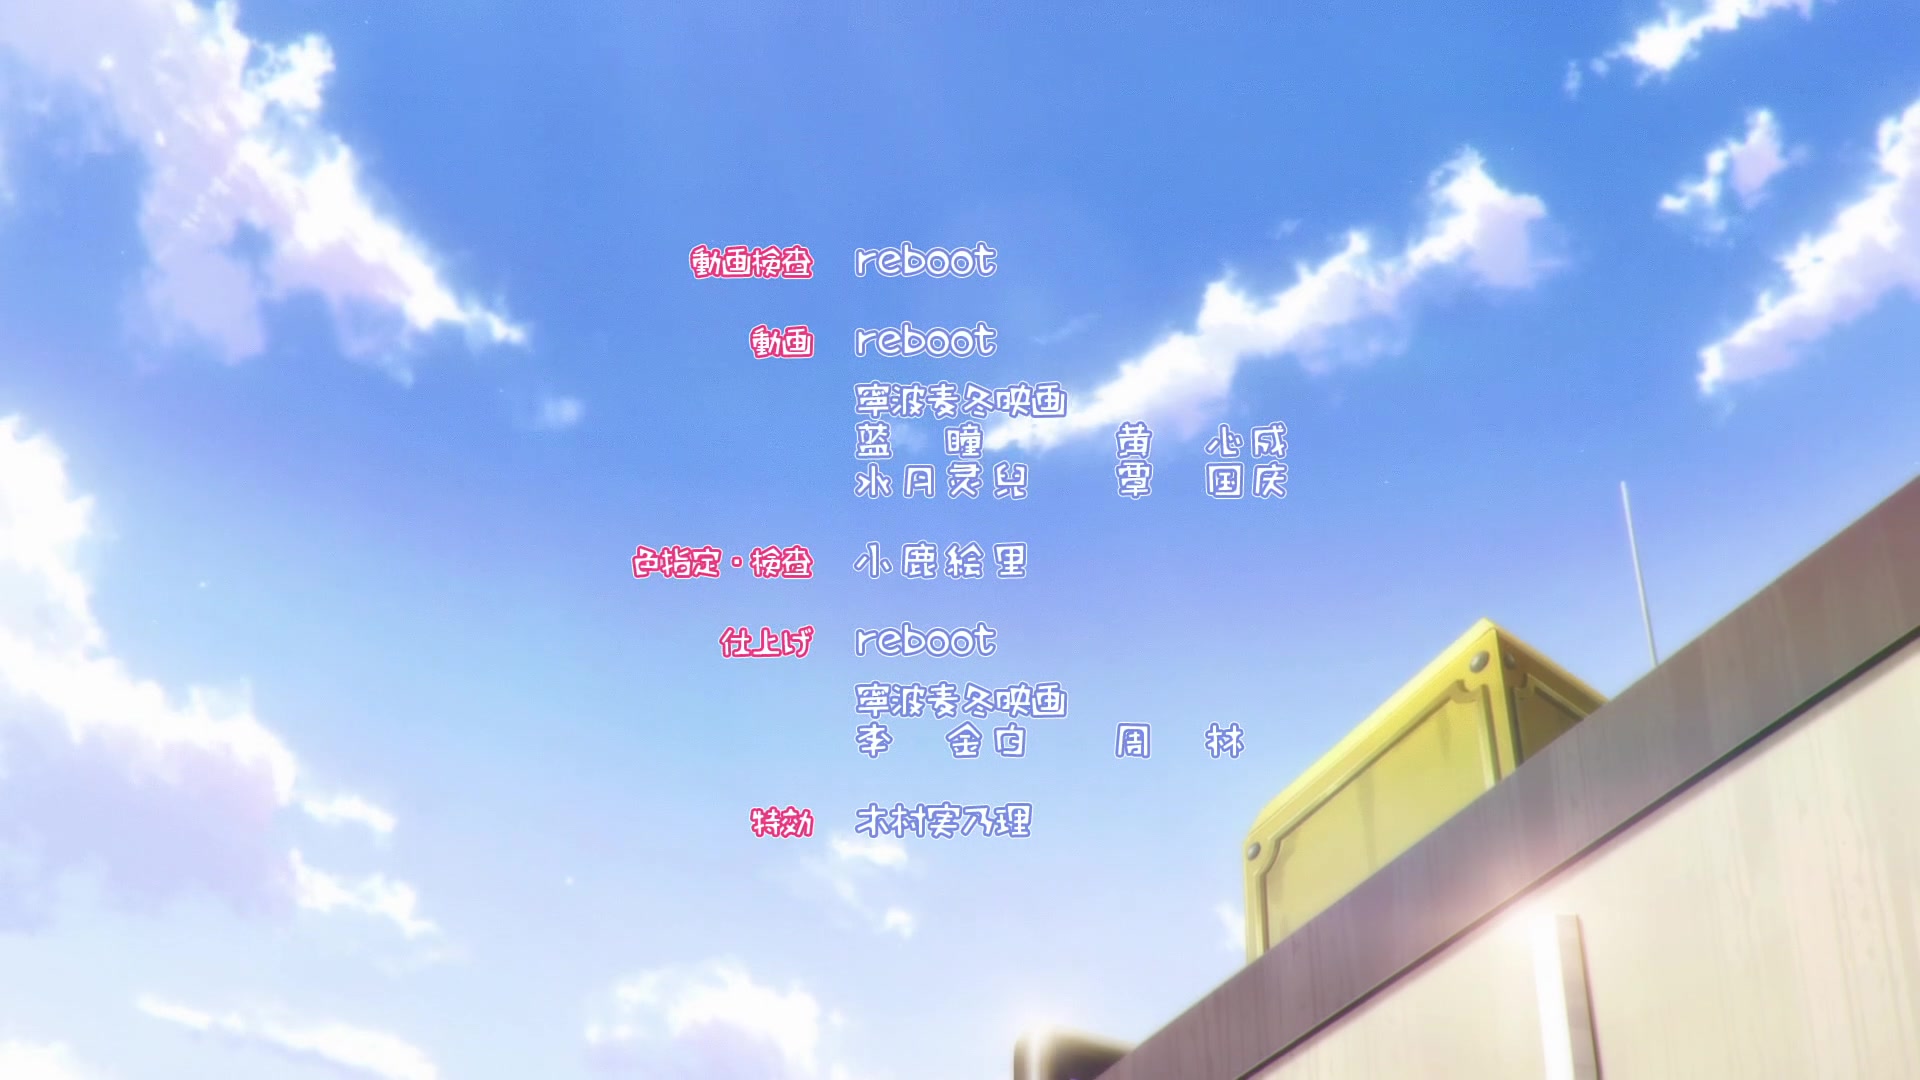 動画検査 reboot
動画 reboot
寧波麦冬映画
蓝 瞳 黄 心成
水月灵兒 覃 国庆
色指定・検査 小鹿絵里
仕上げ reboot
寧波麦冬映画
李 金白 周 林
特効 木村実乃理